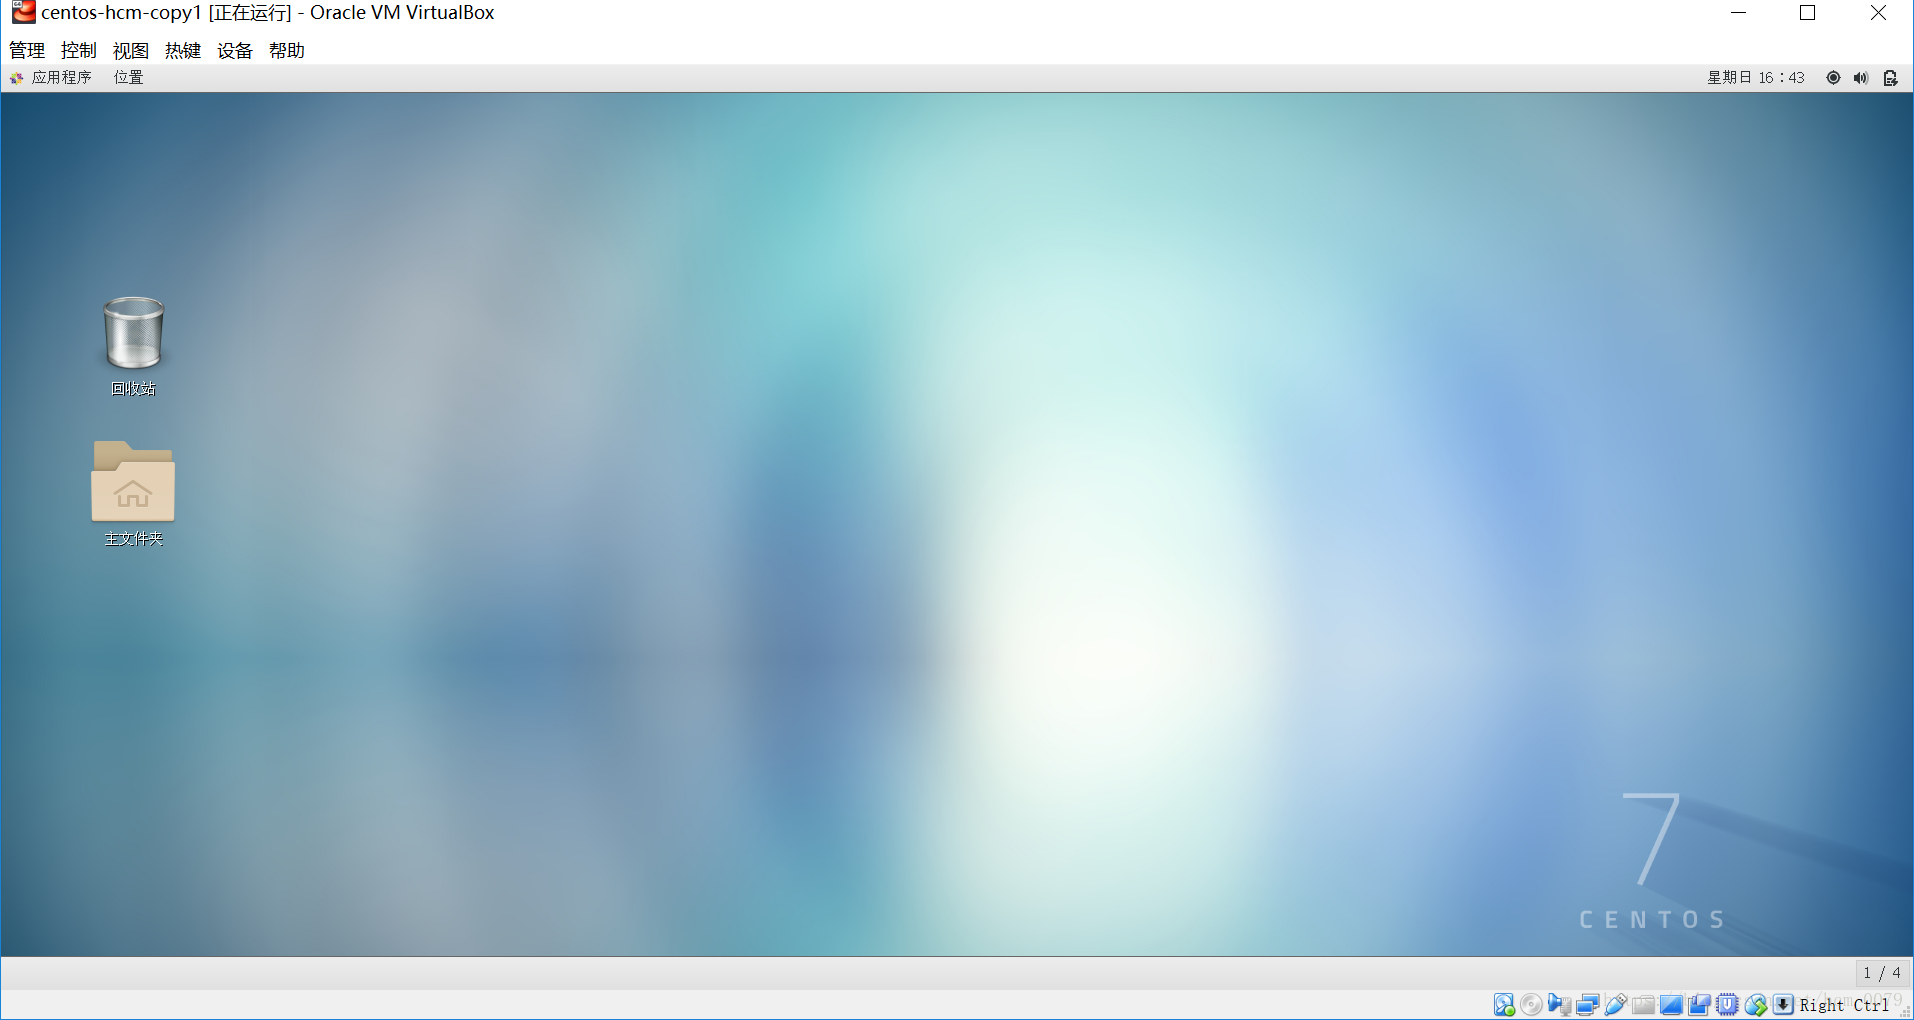 centos-hcm-copy1 [正在运行] - Oracle VM VirtualBox
管理 控制 视图 热键 设备 帮助
应用程序 位置 星期日 16：43
回收站
主文件夹
7
CENTOS
1 / 4
Right Ctrl